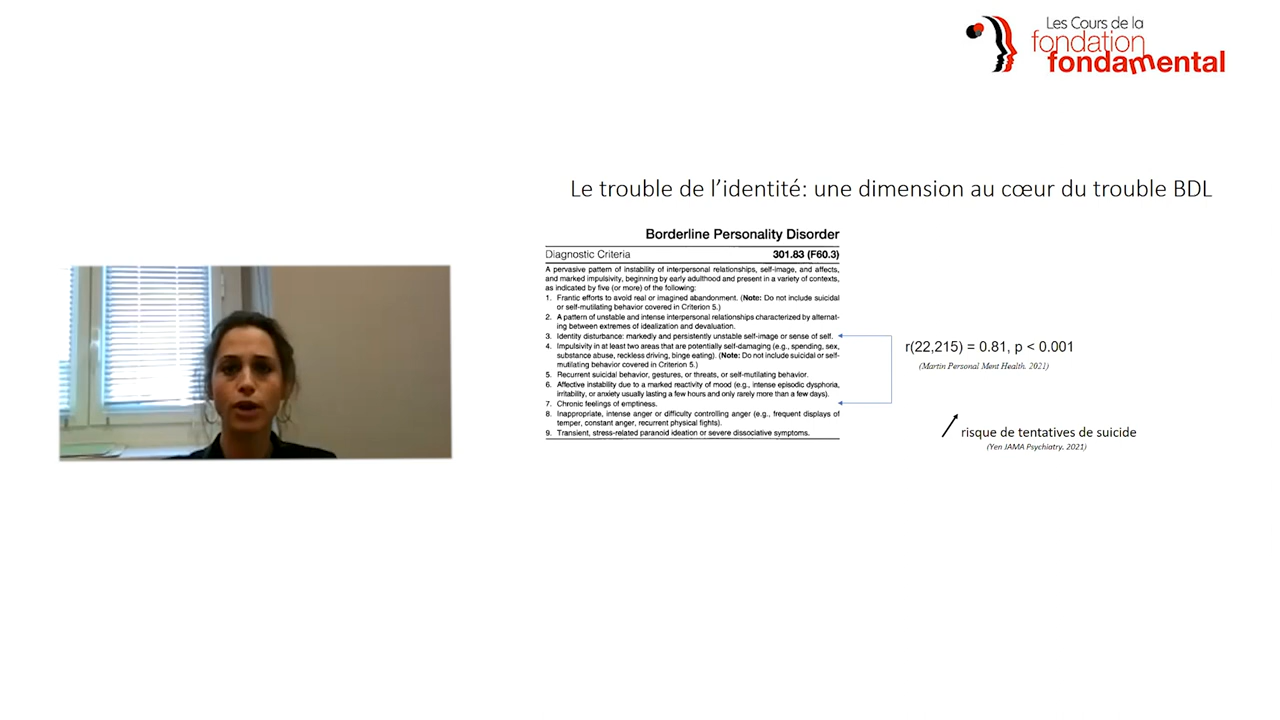 Les Cours de la
fondation
fondamental
Le trouble de l’identité: une dimension au cœur du trouble BDL
Borderline Personality Disorder
Diagnostic Criteria 301.83 (F60.3)
A pervasive pattern of instability of interpersonal relationships, self-image, and affects,
and marked impulsivity, beginning by early adulthood and present in a variety of contexts,
as indicated by five (or more) of the following:
1. Frantic efforts to avoid real or imagined abandonment. (Note: Do not include suicidal
or self-mutilating behavior covered in Criterion 5.)
2. A pattern of unstable and intense interpersonal relationships characterized by alternat-
ing between extremes of idealization and devaluation.
3. Identity disturbance: markedly and persistently unstable self-image or sense of self.
4. Impulsivity in at least two areas that are potentially self-damaging (e.g., spending, sex,
substance abuse, reckless driving, binge eating). (Note: Do not include suicidal or self-
mutilating behavior covered in Criterion 5.)
5. Recurrent suicidal behavior, gestures, or threats, or self-mutilating behavior.
6. Affective instability due to a marked reactivity of mood (e.g., intense episodic dysphoria,
irritability, or anxiety usually lasting a few hours and only rarely more than a few days).
7. Chronic feelings of emptiness.
8. Inappropriate, intense anger or difficulty controlling anger (e.g., frequent displays of
temper, constant anger, recurrent physical fights).
9. Transient, stress-related paranoid ideation or severe dissociative symptoms.
r(22,215) = 0.81, p < 0.001
(Martin Personal Ment Health. 2021)
risque de tentatives de suicide
(Yen JAMA Psychiatry. 2021)